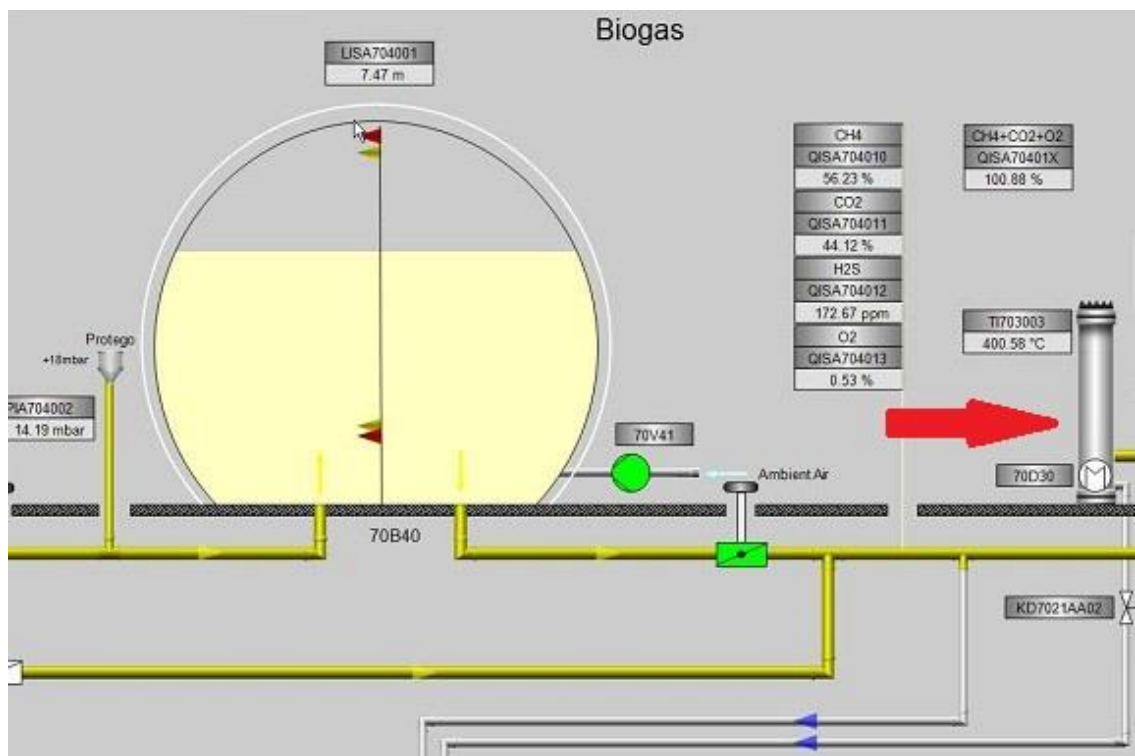 Biogas
LISA704001
7.47 m
CH4
QISA704010
56.23 %
CO2
QISA704011
44.12 %
H2S
QISA704012
172.67 ppm
O2
QISA704013
0.53 %
CH4+CO2+O2
QISA70401X
100.88 %
TI703003
400.58 °C
Protego
+18mbar
PIA704002
14.19 mbar
70V41
Ambient Air
70D30
M
70B40
KD7021AA02